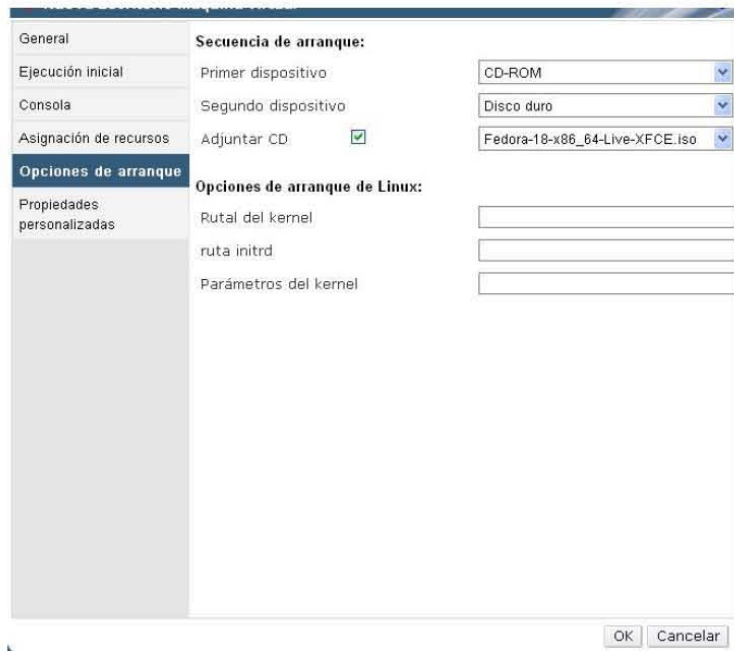 General
Ejecución inicial
Consola
Asignación de recursos
Opciones de arranque
Propiedades
personalizadas
Secuencia de arranque:
Primer dispositivo CD-ROM
Segundo dispositivo Disco duro
Adjuntar CD Fedora-18-x86_64-Live-XFCE.iso
Opciones de arranque de Linux:
Rutal del kernel
ruta initrd
Parámetros del kernel
OK Cancelar